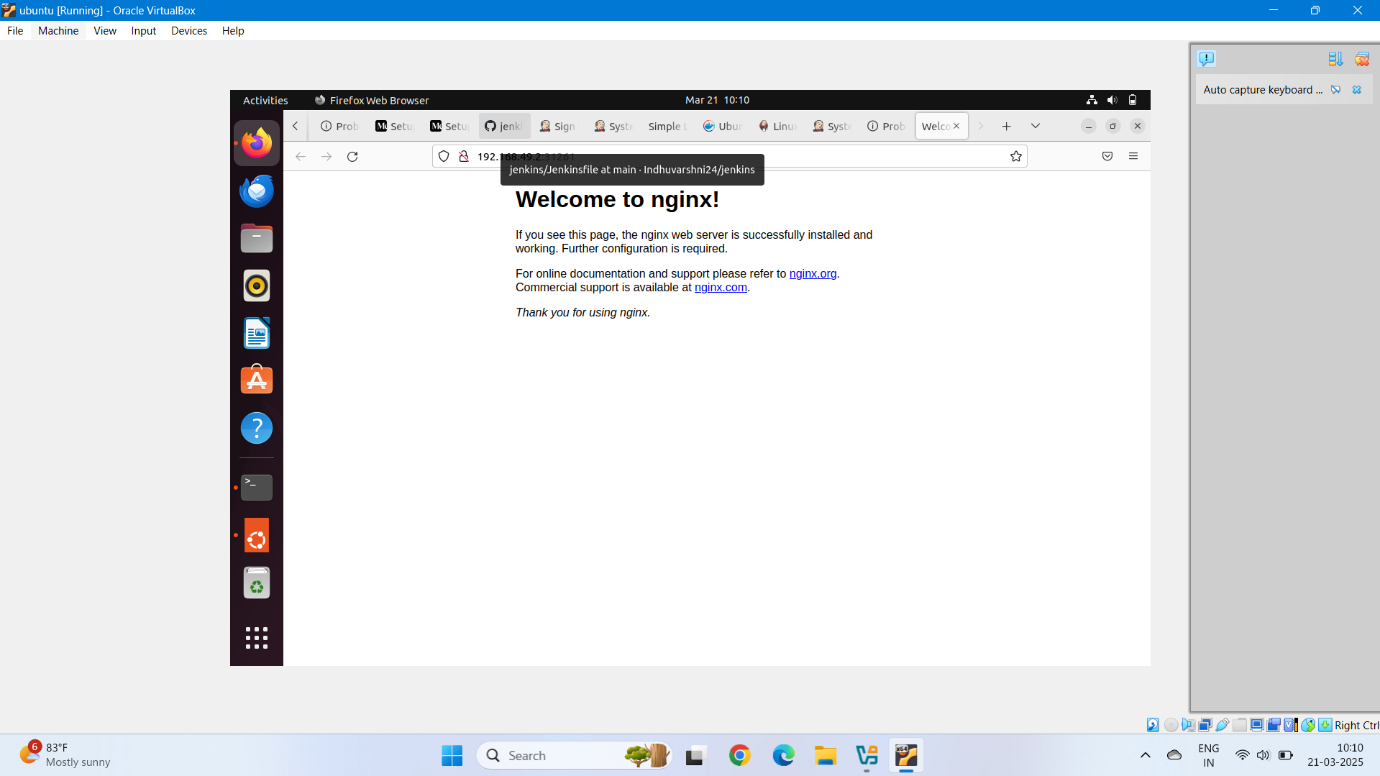 ubuntu [Running] - Oracle VirtualBox
File Machine View Input Devices Help
Auto capture keyboard ...
Activities Firefox Web Browser Mar 21 10:10
Prob Setu Setu jenk Sign Syst Simple Ubu Linu Syst Prob Welco
192.168.49.2:31261
jenkins/Jenkinsfile at main · Indhuvarshni24/jenkins
Welcome to nginx!
If you see this page, the nginx web server is successfully installed and
working. Further configuration is required.
For online documentation and support please refer to nginx.org.
Commercial support is available at nginx.com.
Thank you for using nginx.
Right Ctrl
6
83°F
Mostly sunny
Search
ENG
IN
10:10
21-03-2025